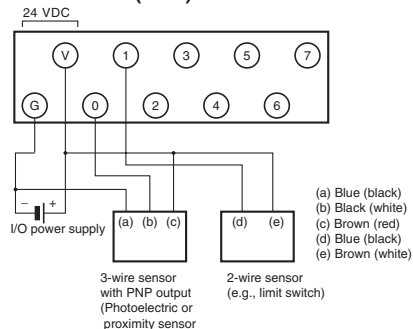 24 VDC
V 1 3 5 7
G 0 2 4 6
− +
I/O power supply
(a) (b) (c)
(d) (e)
(a) Blue (black)
(b) Black (white)
(c) Brown (red)
(d) Blue (black)
(e) Brown (white)
3-wire sensor
with PNP output
(Photoelectric or
proximity sensor
2-wire sensor
(e.g., limit switch)